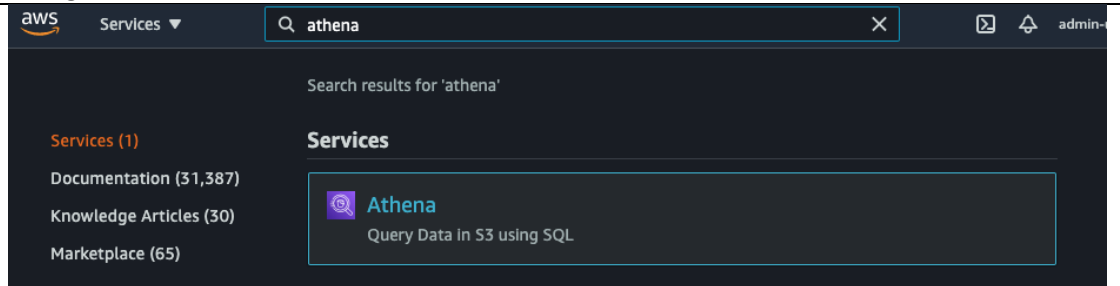 aws Services ▼ athena admin-
Search results for 'athena'
Services (1)
Services
Documentation (31,387)
Athena
Knowledge Articles (30)
Query Data in S3 using SQL
Marketplace (65)